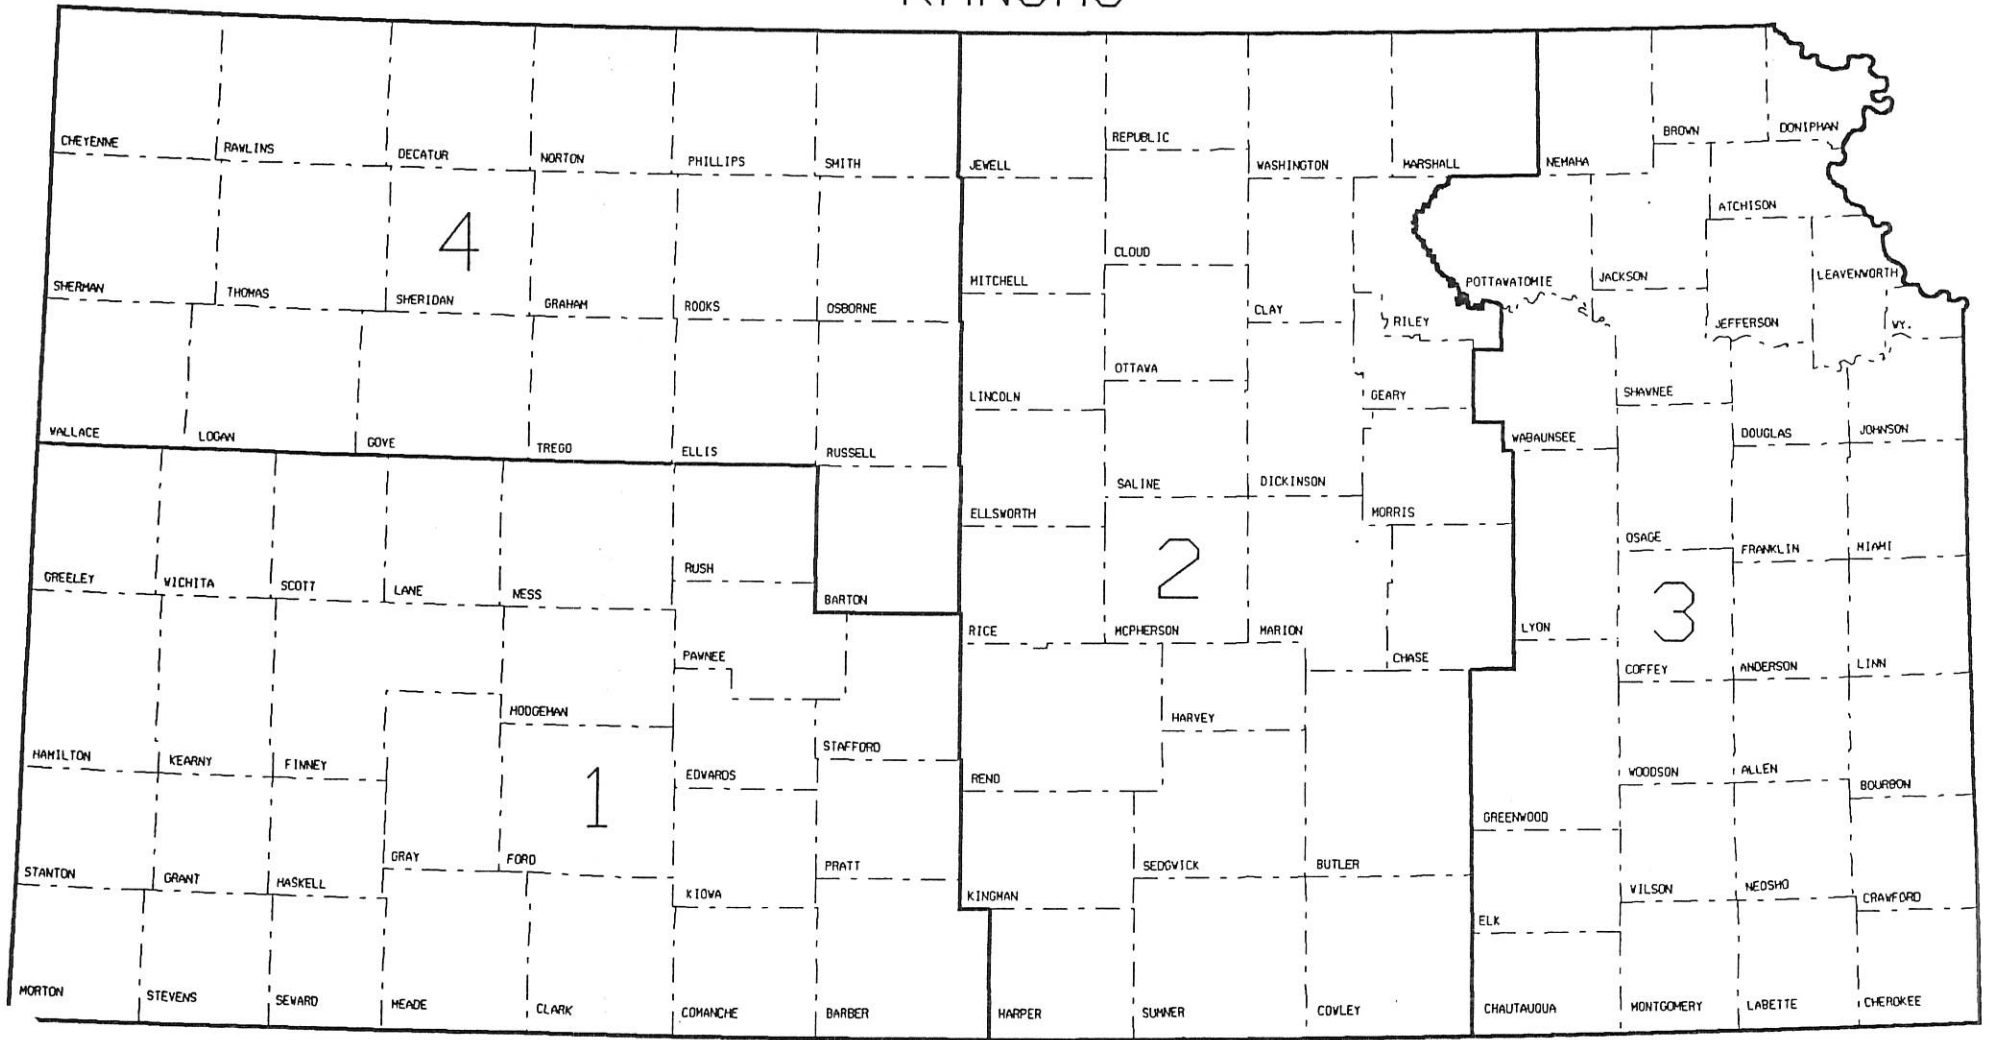 KANSAS
CHEYENNE
RAWLINS
DECATUR
NORTON
PHILLIPS
SMITH
JEWELL
REPUBLIC
WASHINGTON
MARSHALL
NEMAHA
BROWN
DONIPHAN
ATCHISON
4
SHERMAN
THOMAS
SHERIDAN
GRAHAM
ROOKS
OSBORNE
MITCHELL
CLOUD
CLAY
RILEY
POTTAWATOMIE
JACKSON
JEFFERSON
LEAVENWORTH
WY.
WALLACE
LOGAN
GOVE
TREGO
ELLIS
RUSSELL
LINCOLN
OTTAWA
GEARY
WABAUNSEE
SHAWNEE
DOUGLAS
JOHNSON
SALINE
DICKINSON
ELLSWORTH
MORRIS
OSAGE
FRANKLIN
MIAMI
GREELEY
WICHITA
SCOTT
LANE
NESS
RUSH
BARTON
2
3
RICE
MCPHERSON
MARION
CHASE
LYON
COFFEY
ANDERSON
LINN
PAWNEE
HODGEMAN
HARVEY
HAMILTON
KEARNY
FINNEY
1
EDWARDS
STAFFORD
RENO
WOODSON
ALLEN
BOURBON
GREENWOOD
STANTON
GRANT
HASKELL
GRAY
FORD
KIOWA
PRATT
KINGMAN
SEDGWICK
BUTLER
ELK
WILSON
NEOSHO
CRAWFORD
MORTON
STEVENS
SEWARD
MEADE
CLARK
COMANCHE
BARBER
HARPER
SUMNER
COWLEY
CHAUTAUQUA
MONTGOMERY
LABETTE
CHEROKEE